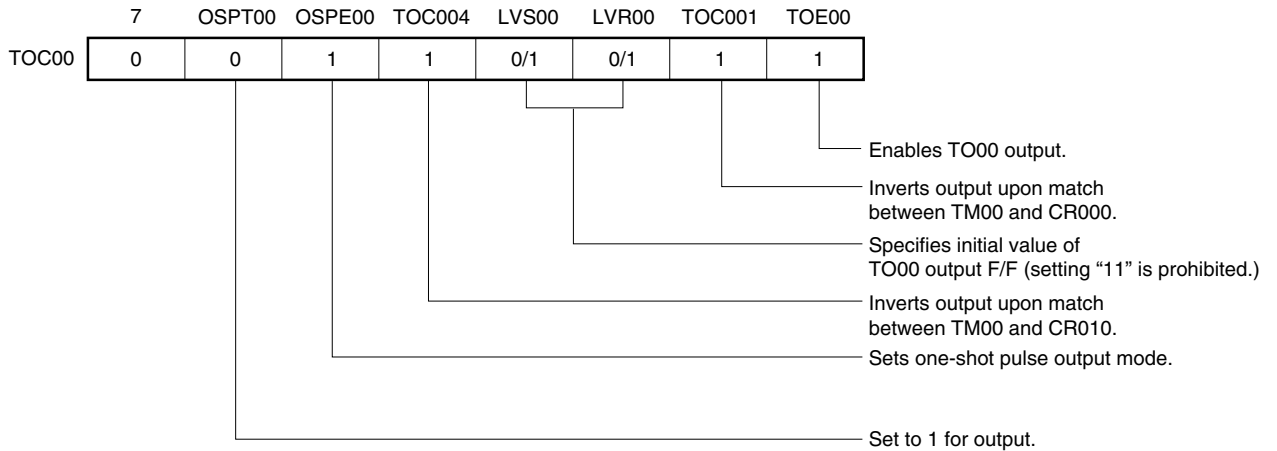 7 OSPT00 OSPE00 TOC004 LVS00 LVR00 TOC001 TOE00
TOC00 0 0 1 1 0/1 0/1 1 1
Enables TO00 output.
Inverts output upon match
between TM00 and CR000.
Specifies initial value of
TO00 output F/F (setting “11” is prohibited.)
Inverts output upon match
between TM00 and CR010.
Sets one-shot pulse output mode.
Set to 1 for output.